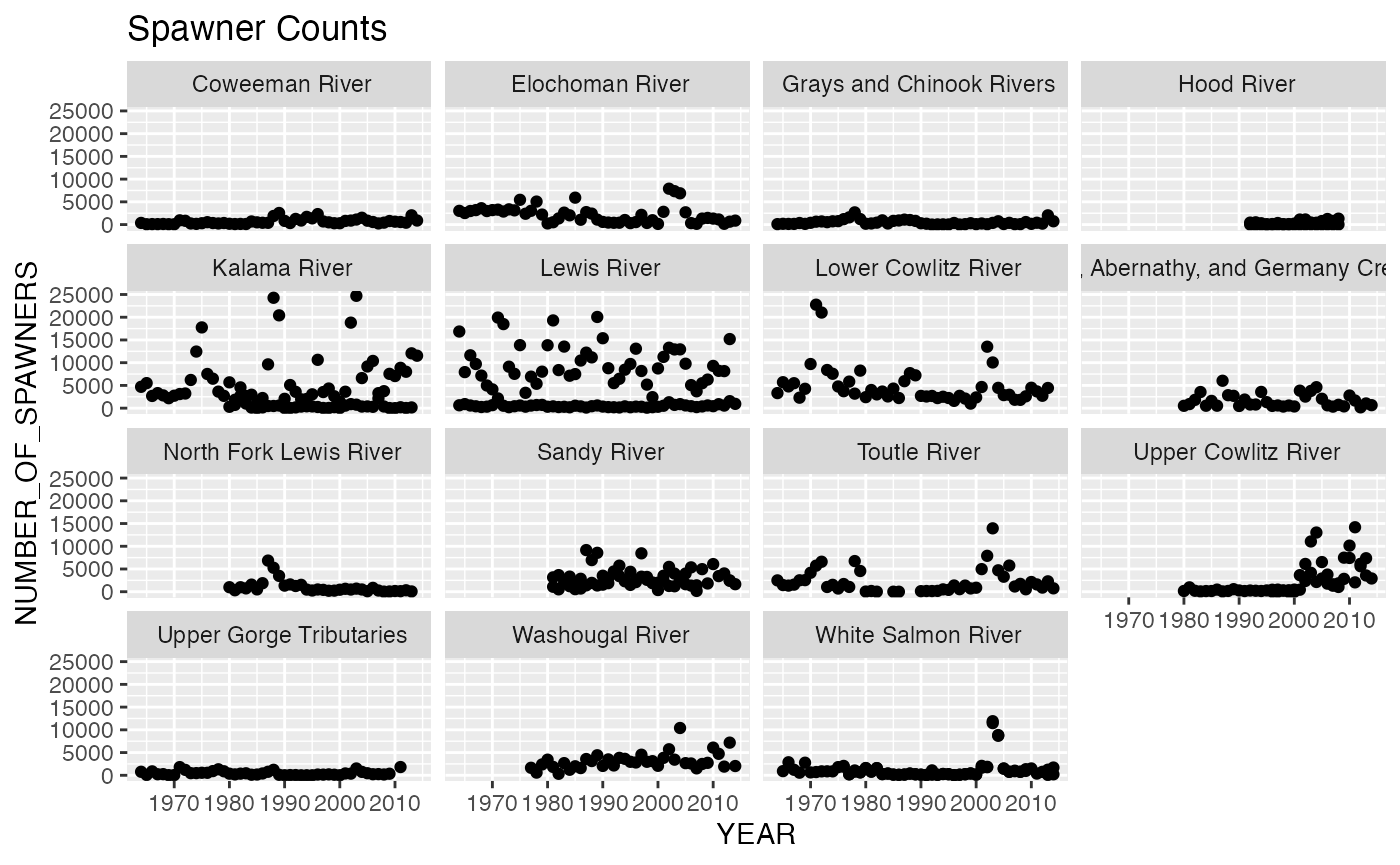 Spawner Counts
Coweeman River
Elochoman River
Grays and Chinook Rivers
Hood River
25000
20000
15000
10000
5000
0
Kalama River
Lewis River
Lower Cowlitz River
, Abernathy, and Germany Cre
25000
20000
15000
10000
5000
0
NUMBER_OF_SPAWNERS
North Fork Lewis River
Sandy River
Toutle River
Upper Cowlitz River
25000
20000
15000
10000
5000
0
1970 1980 1990 2000 2010
Upper Gorge Tributaries
Washougal River
White Salmon River
25000
20000
15000
10000
5000
0
1970 1980 1990 2000 2010
1970 1980 1990 2000 2010
1970 1980 1990 2000 2010
YEAR